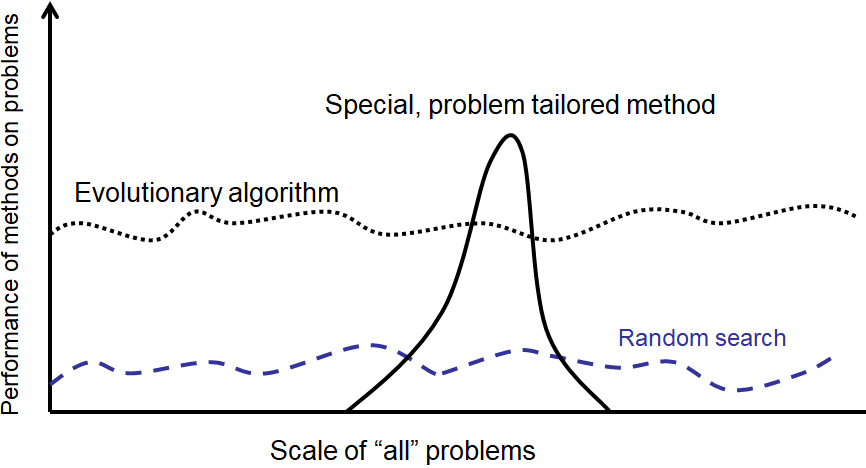 Performance of methods on problems
Special, problem tailored method
Evolutionary algorithm
Random search
Scale of “all” problems